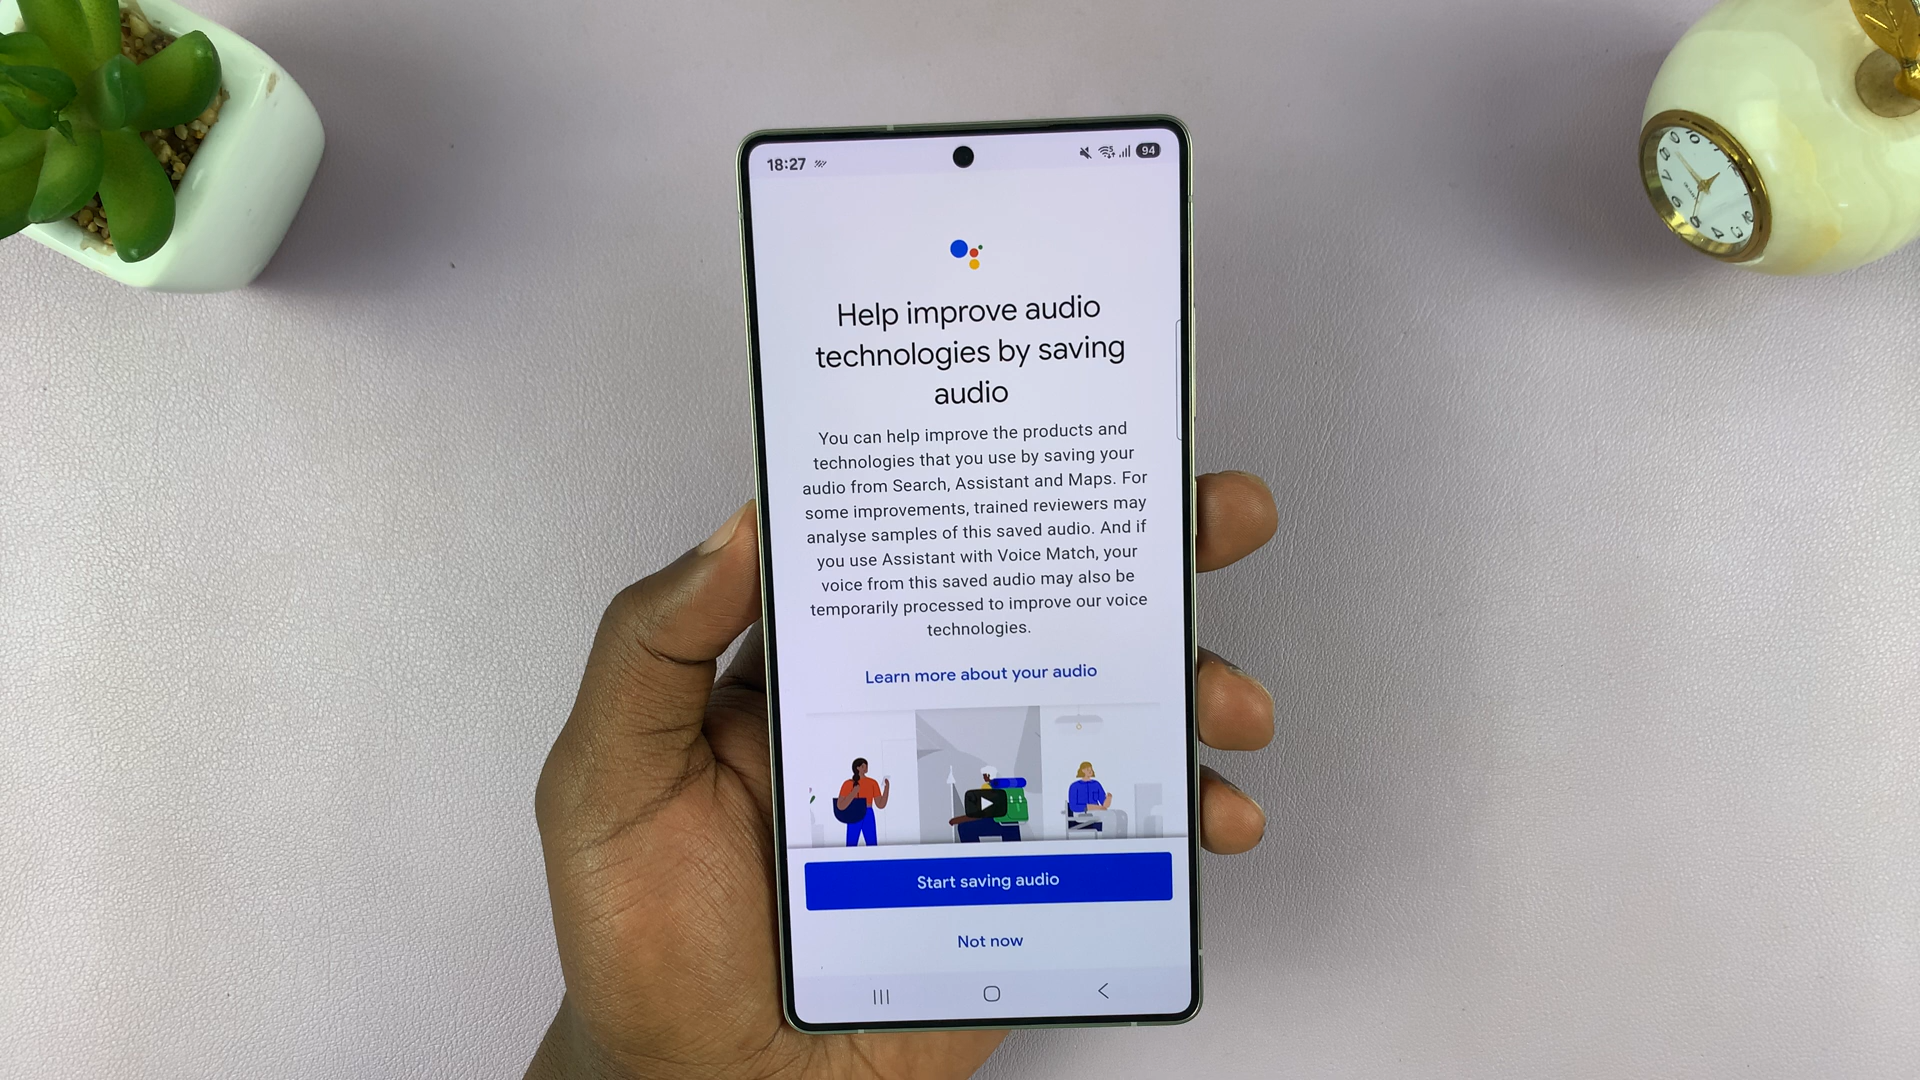 18:27
94
Help improve audio
technologies by saving
audio
You can help improve the products and
technologies that you use by saving your
audio from Search, Assistant and Maps. For
some improvements, trained reviewers may
analyse samples of this saved audio. And if
you use Assistant with Voice Match, your
voice from this saved audio may also be
temporarily processed to improve our voice
technologies.
Learn more about your audio
Start saving audio
Not now